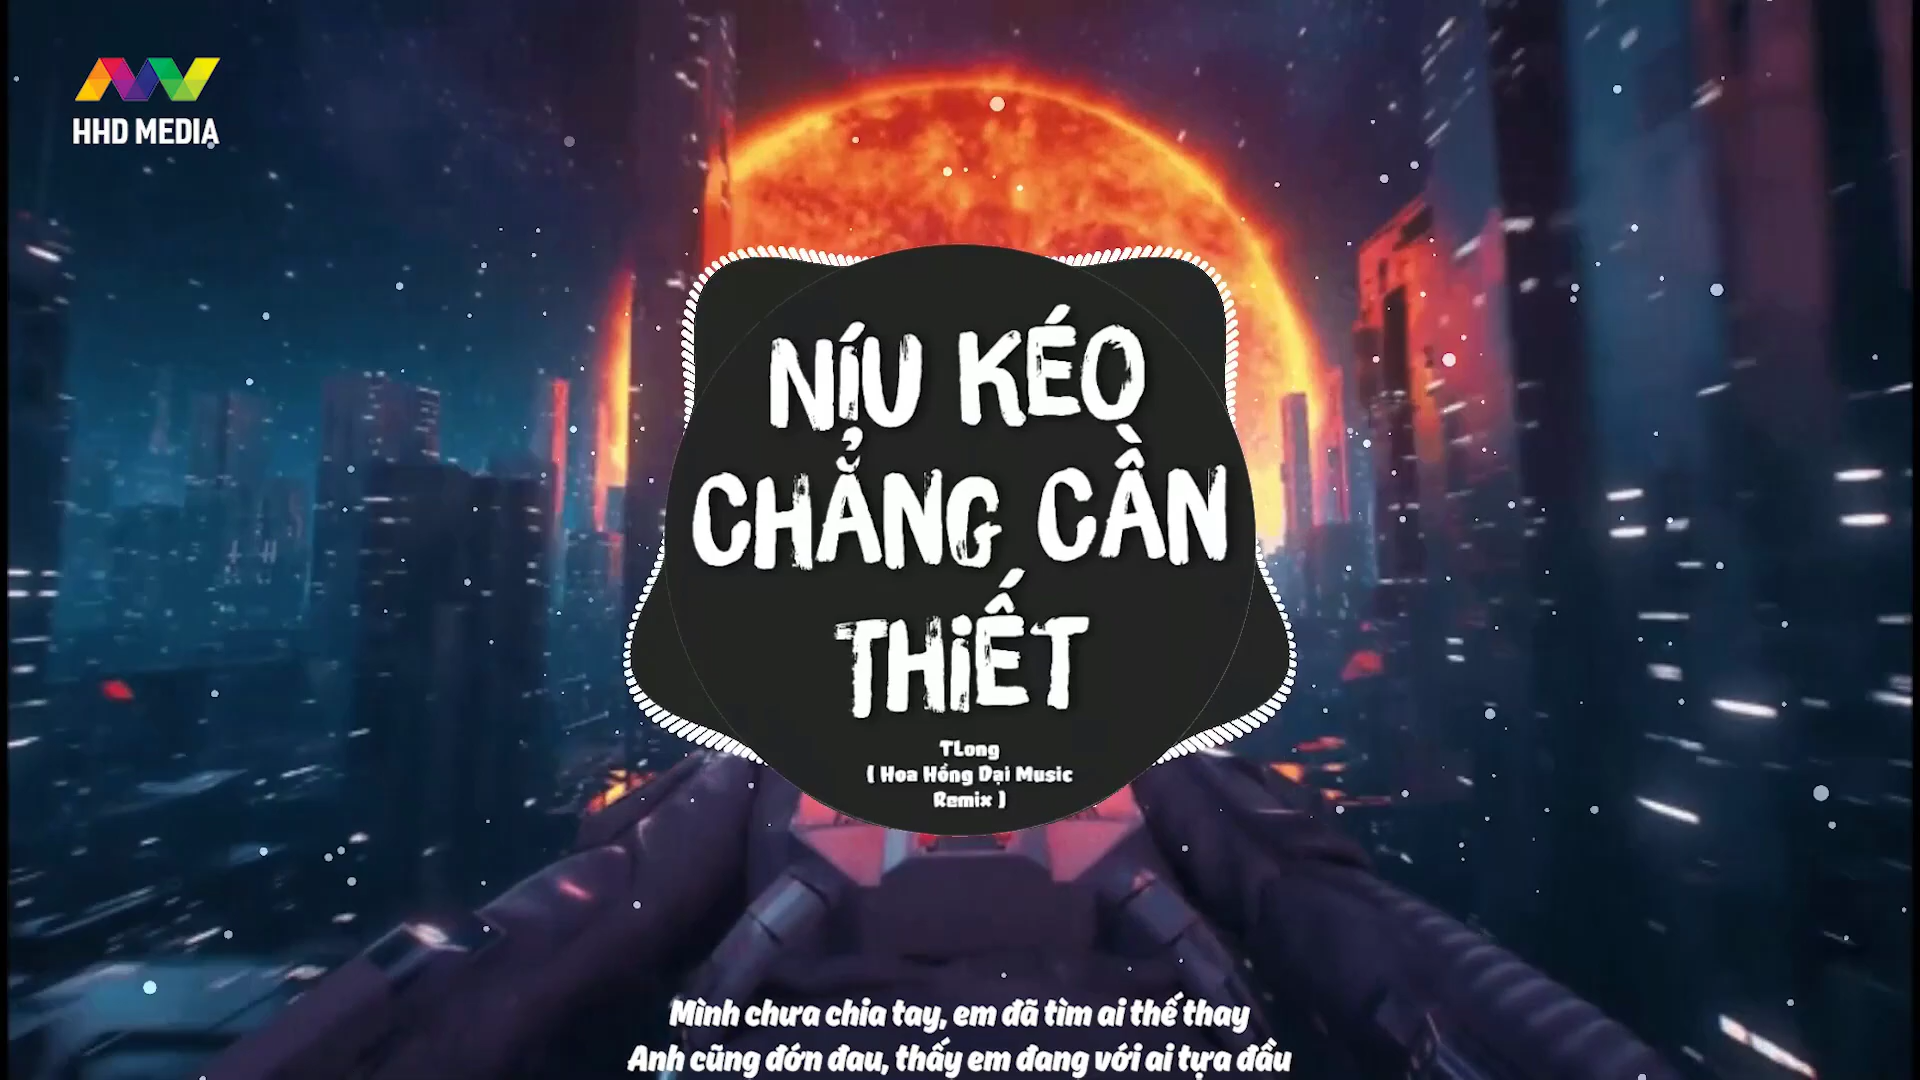 HHD MEDIA
NÍU KÉO
CHẲNG CẦN
THIẾT
TLong
( Hoa Hồng Dại Music
Remix )
Mình chưa chia tay, em đã tìm ai thế thay
Anh cũng đớn đau, thấy em đang với ai tựa đầu